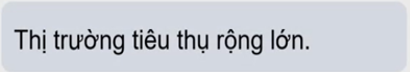 Thị trường tiêu thụ rộng lớn.